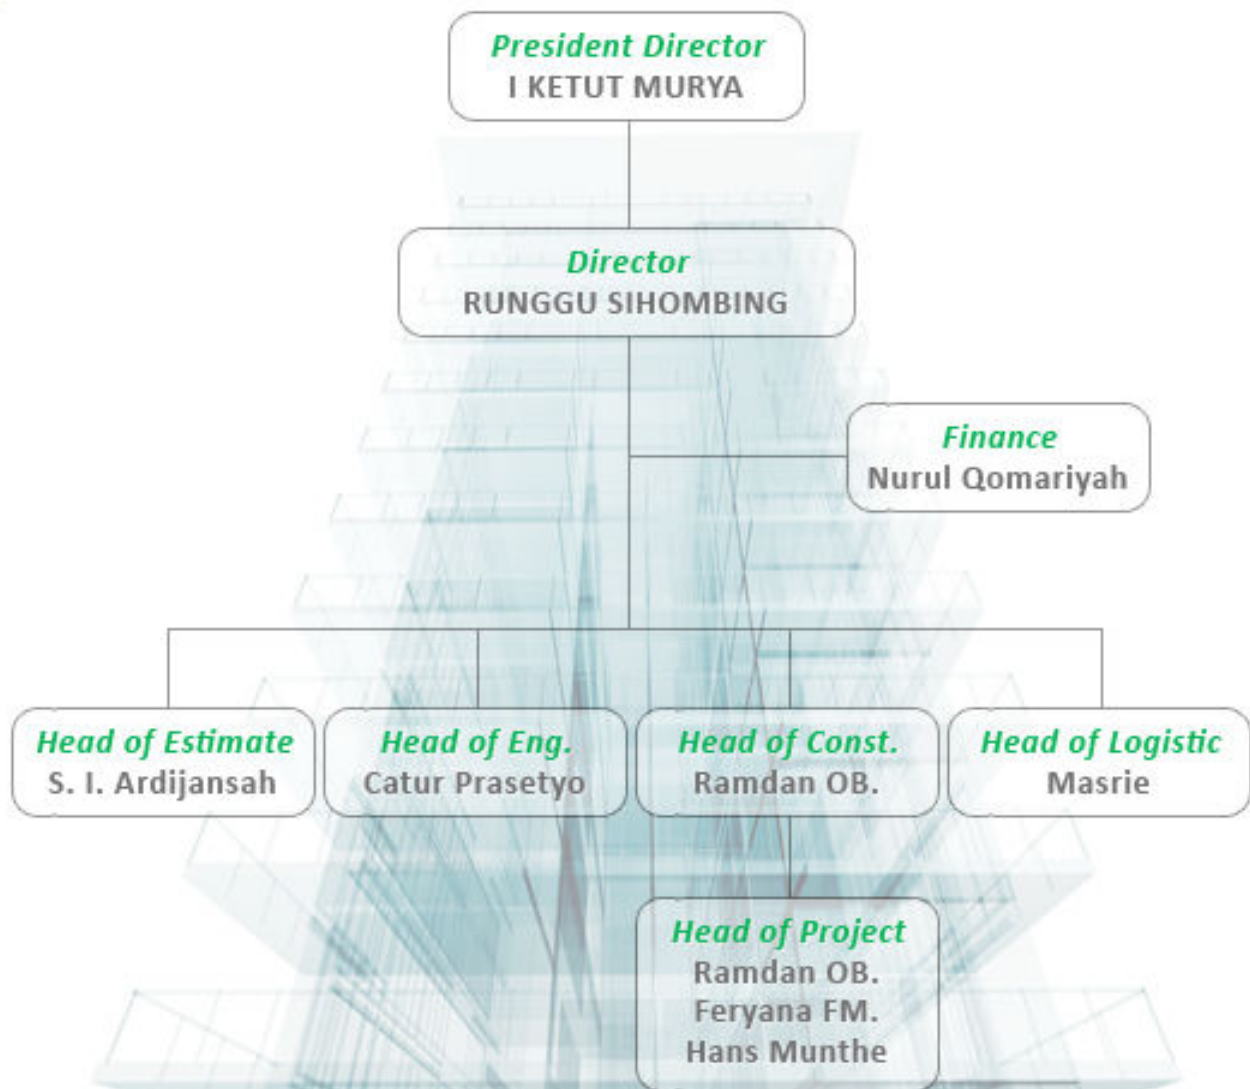 President Director
I KETUT MURYA
Director
RUNGGU SIHOMBING
Finance
Nurul Qomariyah
Head of Estimate
S. I. Ardijansah
Head of Eng.
Catur Prasetyo
Head of Const.
Ramdan OB.
Head of Logistic
Masrie
Head of Project
Ramdan OB.
Feryana FM.
Hans Munthe